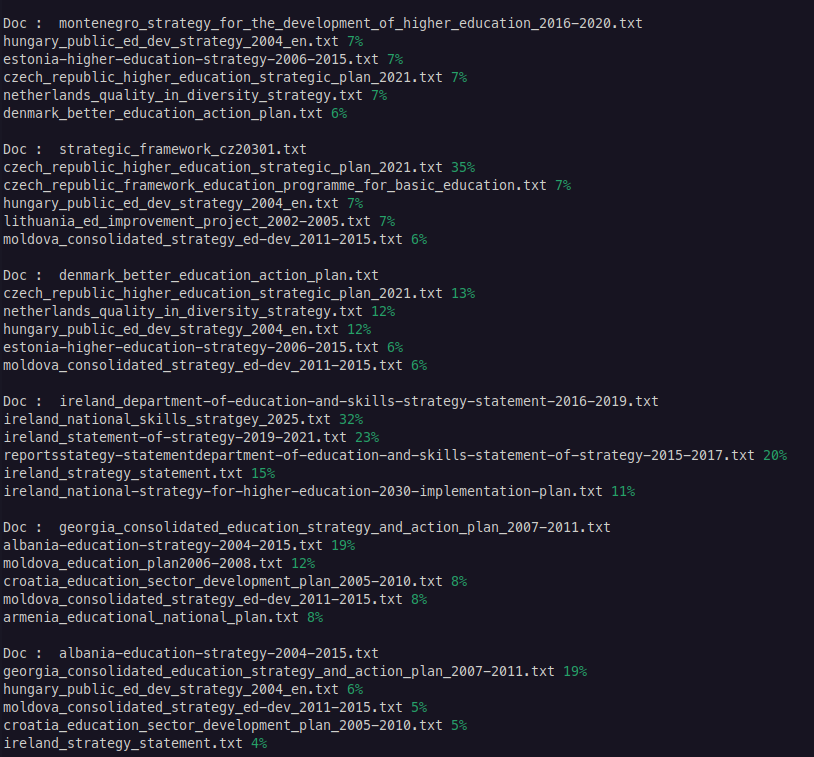 Doc :  montenegro_strategy_for_the_development_of_higher_education_2016-2020.txt
hungary_public_ed_dev_strategy_2004_en.txt 7%
estonia-higher-education-strategy-2006-2015.txt 7%
czech_republic_higher_education_strategic_plan_2021.txt 7%
netherlands_quality_in_diversity_strategy.txt 7%
denmark_better_education_action_plan.txt 6%
Doc :  strategic_framework_cz20301.txt
czech_republic_higher_education_strategic_plan_2021.txt 35%
czech_republic_framework_education_programme_for_basic_education.txt 7%
hungary_public_ed_dev_strategy_2004_en.txt 7%
lithuania_ed_improvement_project_2002-2005.txt 7%
moldova_consolidated_strategy_ed-dev_2011-2015.txt 6%
Doc :  denmark_better_education_action_plan.txt
czech_republic_higher_education_strategic_plan_2021.txt 13%
netherlands_quality_in_diversity_strategy.txt 12%
hungary_public_ed_dev_strategy_2004_en.txt 12%
estonia-higher-education-strategy-2006-2015.txt 6%
moldova_consolidated_strategy_ed-dev_2011-2015.txt 6%
Doc :  ireland_department-of-education-and-skills-strategy-statement-2016-2019.txt
ireland_national_skills_stratgey_2025.txt 32%
ireland_statement-of-strategy-2019-2021.txt 23%
reportsstategy-statementdepartment-of-education-and-skills-statement-of-strategy-2015-2017.txt 20%
ireland_strategy_statement.txt 15%
ireland_national-strategy-for-higher-education-2030-implementation-plan.txt 11%
Doc :  georgia_consolidated_education_strategy_and_action_plan_2007-2011.txt
albania-education-strategy-2004-2015.txt 19%
moldova_education_plan2006-2008.txt 12%
croatia_education_sector_development_plan_2005-2010.txt 8%
moldova_consolidated_strategy_ed-dev_2011-2015.txt 8%
armenia_educational_national_plan.txt 8%
Doc :  albania-education-strategy-2004-2015.txt
georgia_consolidated_education_strategy_and_action_plan_2007-2011.txt 19%
hungary_public_ed_dev_strategy_2004_en.txt 6%
moldova_consolidated_strategy_ed-dev_2011-2015.txt 5%
croatia_education_sector_development_plan_2005-2010.txt 5%
ireland_strategy_statement.txt 4%